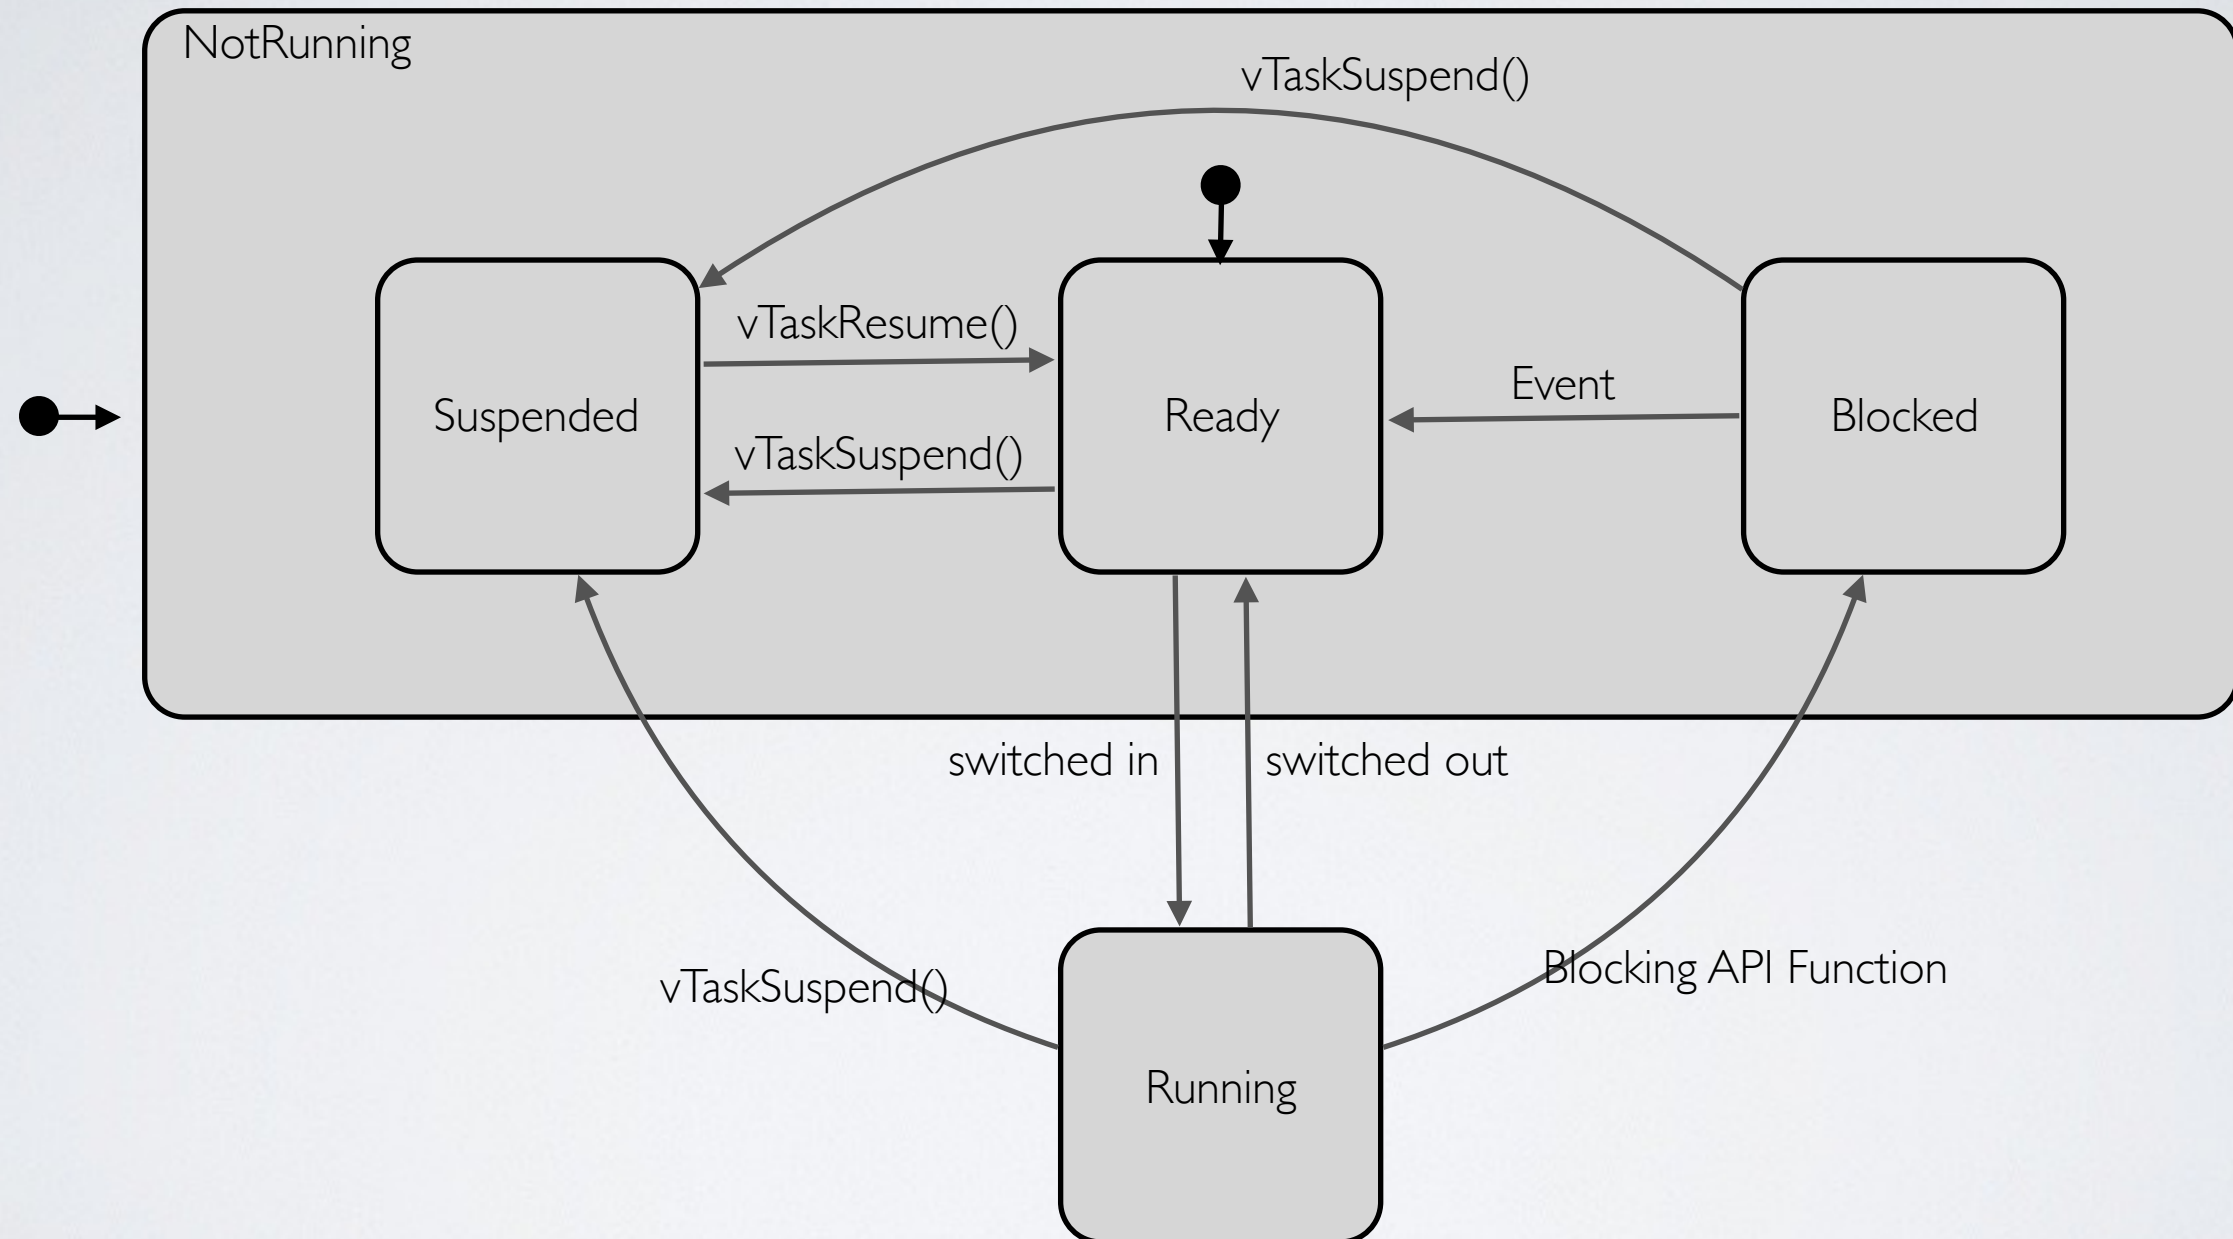 NotRunning
vTaskSuspend()
vTaskResume()
Event
Suspended
Ready
Blocked
vTaskSuspend()
switched in
switched out
Blocking API Function
vTaskSuspend()
Running